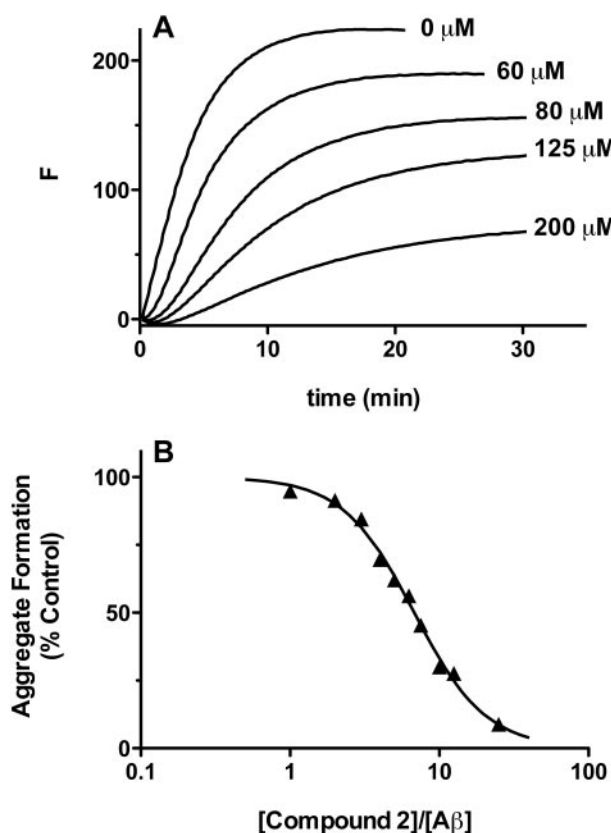 A
0 μM
60 μM
80 μM
125 μM
200 μM
F
200
100
0
0 10 20 30
time (min)
B
Aggregate Formation
(% Control)
100
50
0
0.1 1 10 100
[Compound 2]/[Aβ]